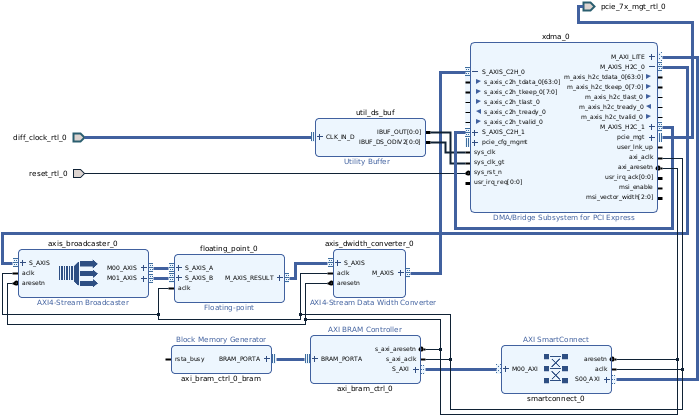 pcie_7x_mgt_rtl_0
xdma_0
M_AXI_LITE
S_AXIS_C2H_0
M_AXIS_H2C_0
s_axis_c2h_tdata_0[63:0]
m_axis_h2c_tdata_0[63:0]
s_axis_c2h_tkeep_0[7:0]
m_axis_h2c_tkeep_0[7:0]
s_axis_c2h_tlast_0
m_axis_h2c_tlast_0
s_axis_c2h_tready_0
m_axis_h2c_tready_0
s_axis_c2h_tvalid_0
m_axis_h2c_tvalid_0
S_AXIS_C2H_1
M_AXIS_H2C_1
pcie_cfg_mgmt
pcie_mgt
sys_clk
user_lnk_up
sys_clk_gt
axi_aclk
sys_rst_n
axi_aresetn
usr_irq_req[0:0]
usr_irq_ack[0:0]
msi_enable
msi_vector_width[2:0]
DMA/Bridge Subsystem for PCI Express
util_ds_buf
diff_clock_rtl_0
CLK_IN_D
IBUF_OUT[0:0]
IBUF_DS_ODIV2[0:0]
Utility Buffer
reset_rtl_0
axis_broadcaster_0
S_AXIS
aclk
aresetn
M00_AXIS
M01_AXIS
AXI4-Stream Broadcaster
floating_point_0
S_AXIS_A
S_AXIS_B
aclk
M_AXIS_RESULT
Floating-point
axis_dwidth_converter_0
S_AXIS
aclk
aresetn
M_AXIS
AXI4-Stream Data Width Converter
Block Memory Generator
rsta_busy
BRAM_PORTA
axi_bram_ctrl_0_bram
AXI BRAM Controller
BRAM_PORTA
s_axi_aresetn
s_axi_aclk
S_AXI
axi_bram_ctrl_0
AXI SmartConnect
M00_AXI
aresetn
aclk
S00_AXI
smartconnect_0